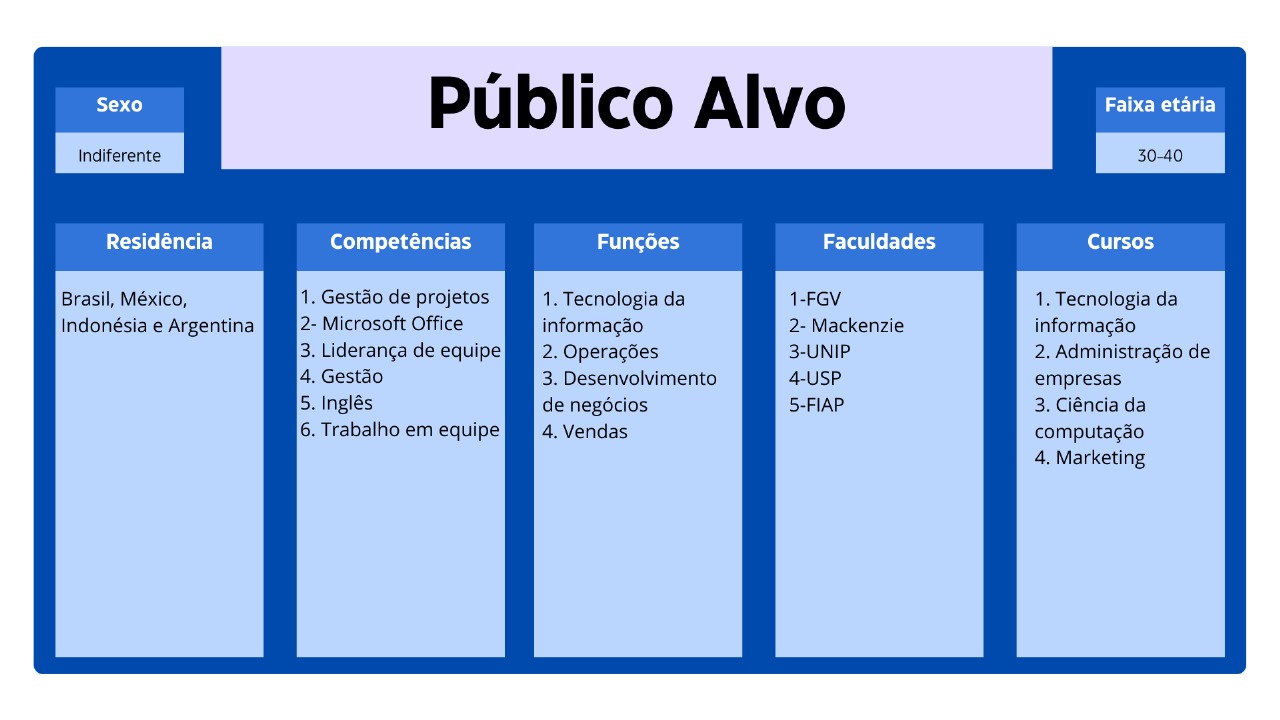 Público Alvo
Sexo
Indiferente
Faixa etária
30-40
Residência
Brasil, México,
Indonésia e Argentina
Competências
1. Gestão de projetos
2- Microsoft Office
3. Liderança de equipe
4. Gestão
5. Inglês
6. Trabalho em equipe
Funções
1. Tecnologia da
informação
2. Operações
3. Desenvolvimento
de negócios
4. Vendas
Faculdades
1-FGV
2- Mackenzie
3-UNIP
4-USP
5-FIAP
Cursos
1. Tecnologia da
informação
2. Administração de
empresas
3. Ciência da
computação
4. Marketing